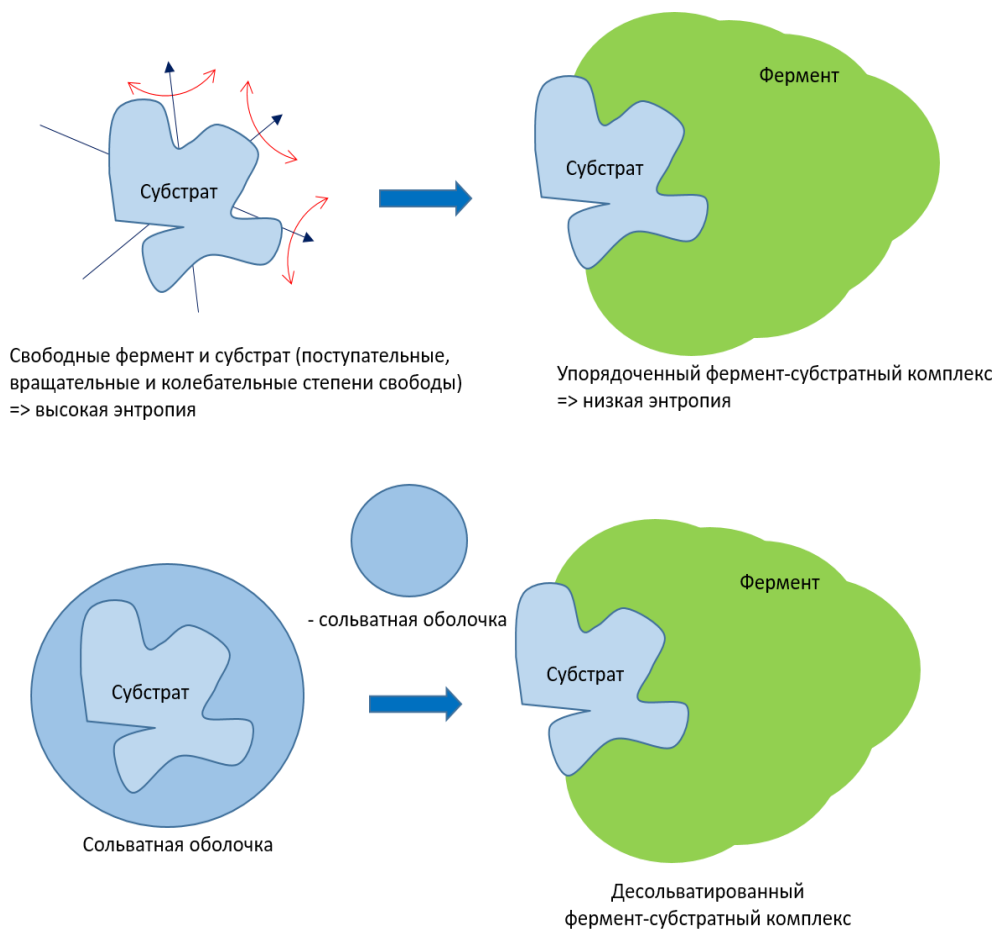 Субстрат
Свободные фермент и субстрат (поступательные,
вращательные и колебательные степени свободы)
=> высокая энтропия
Фермент
Субстрат
Упорядоченный фермент-субстратный комплекс
=> низкая энтропия
Субстрат
Сольватная оболочка
- сольватная оболочка
Фермент
Субстрат
Десольватированный
фермент-субстратный комплекс